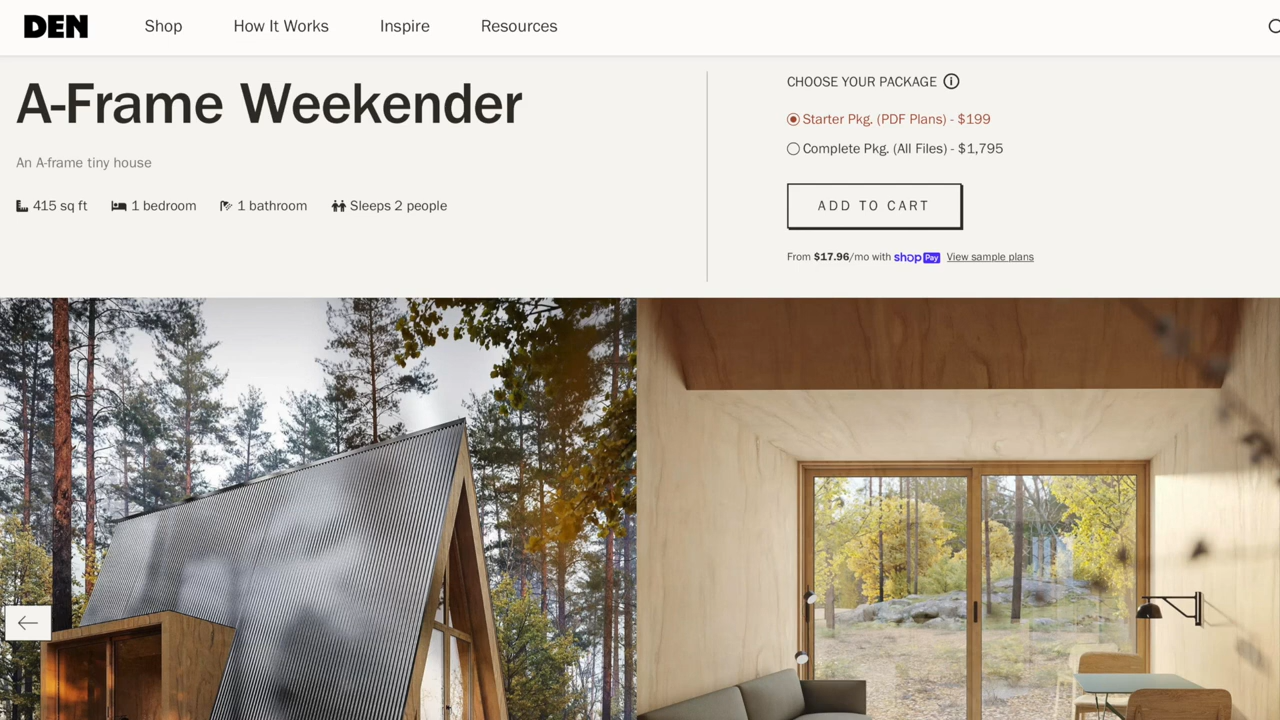 DEN Shop How It Works Inspire Resources
A-Frame Weekender
An A-frame tiny house
415 sq ft 1 bedroom 1 bathroom Sleeps 2 people
CHOOSE YOUR PACKAGE
Starter Pkg. (PDF Plans) - $199
Complete Pkg. (All Files) - $1,795
ADD TO CART
From $17.96/mo with shop Pay View sample plans